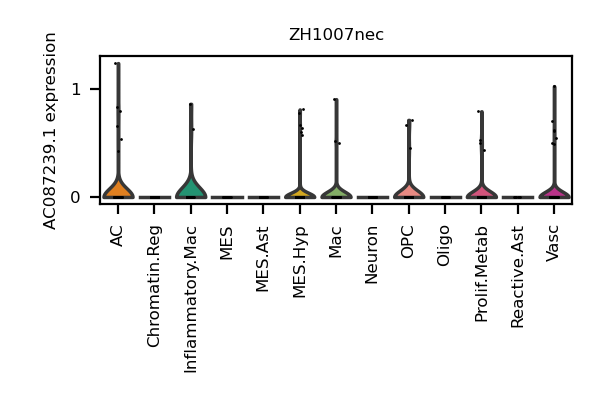 ZH1007nec
AC087239.1 expression
1
0
AC
Chromatin.Reg
Inflammatory.Mac
MES
MES.Ast
MES.Hyp
Mac
Neuron
OPC
Oligo
Prolif.Metab
Reactive.Ast
Vasc